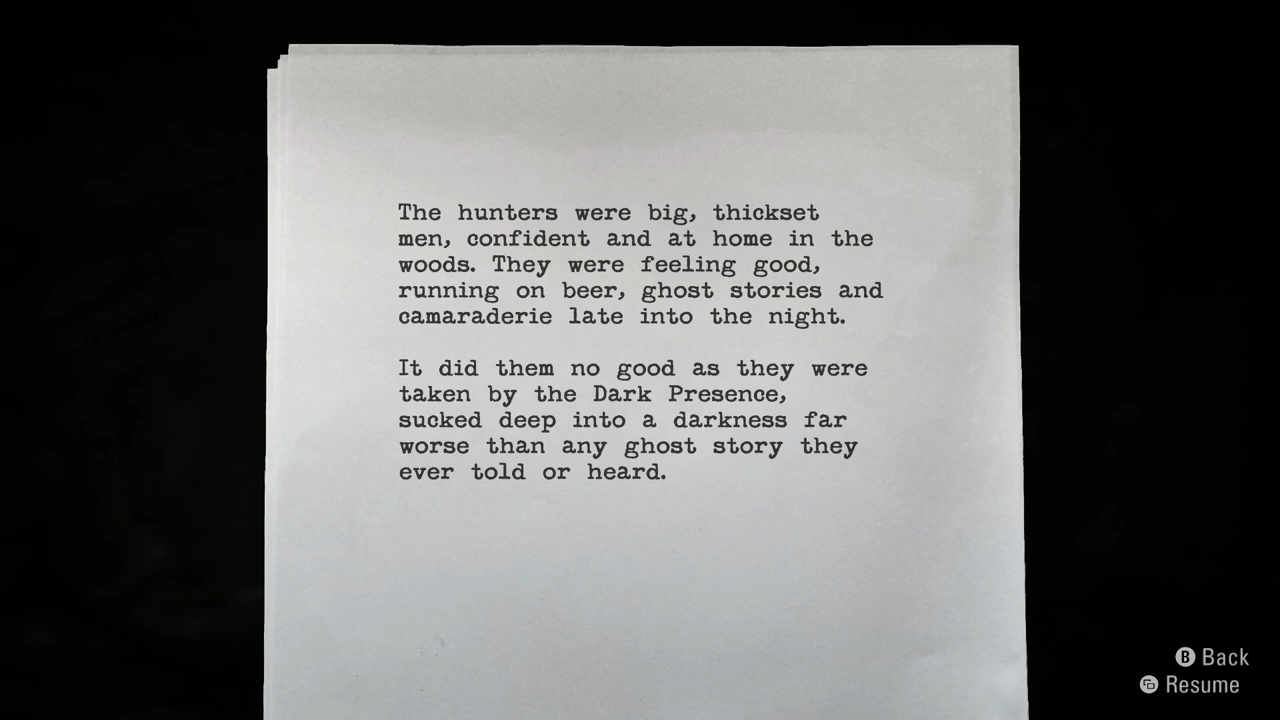 The hunters were big, thickset
men, confident and at home in the
woods. They were feeling good,
running on beer, ghost stories and
camaraderie late into the night.
It did them no good as they were
taken by the Dark Presence,
sucked deep into a darkness far
worse than any ghost story they
ever told or heard.
B Back
Resume